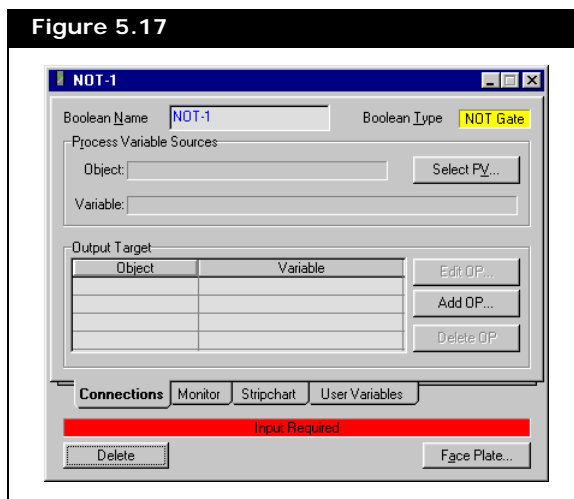 Figure 5.17
NOT-1
Boolean Name NOT-1 Boolean Type NOT Gate
Process Variable Sources
Object: Select PV...
Variable:
Output Target
Object Variable Edit OP...
Add OP...
Delete OP
Connections Monitor Stripchart User Variables
Input Required
Delete Face Plate...